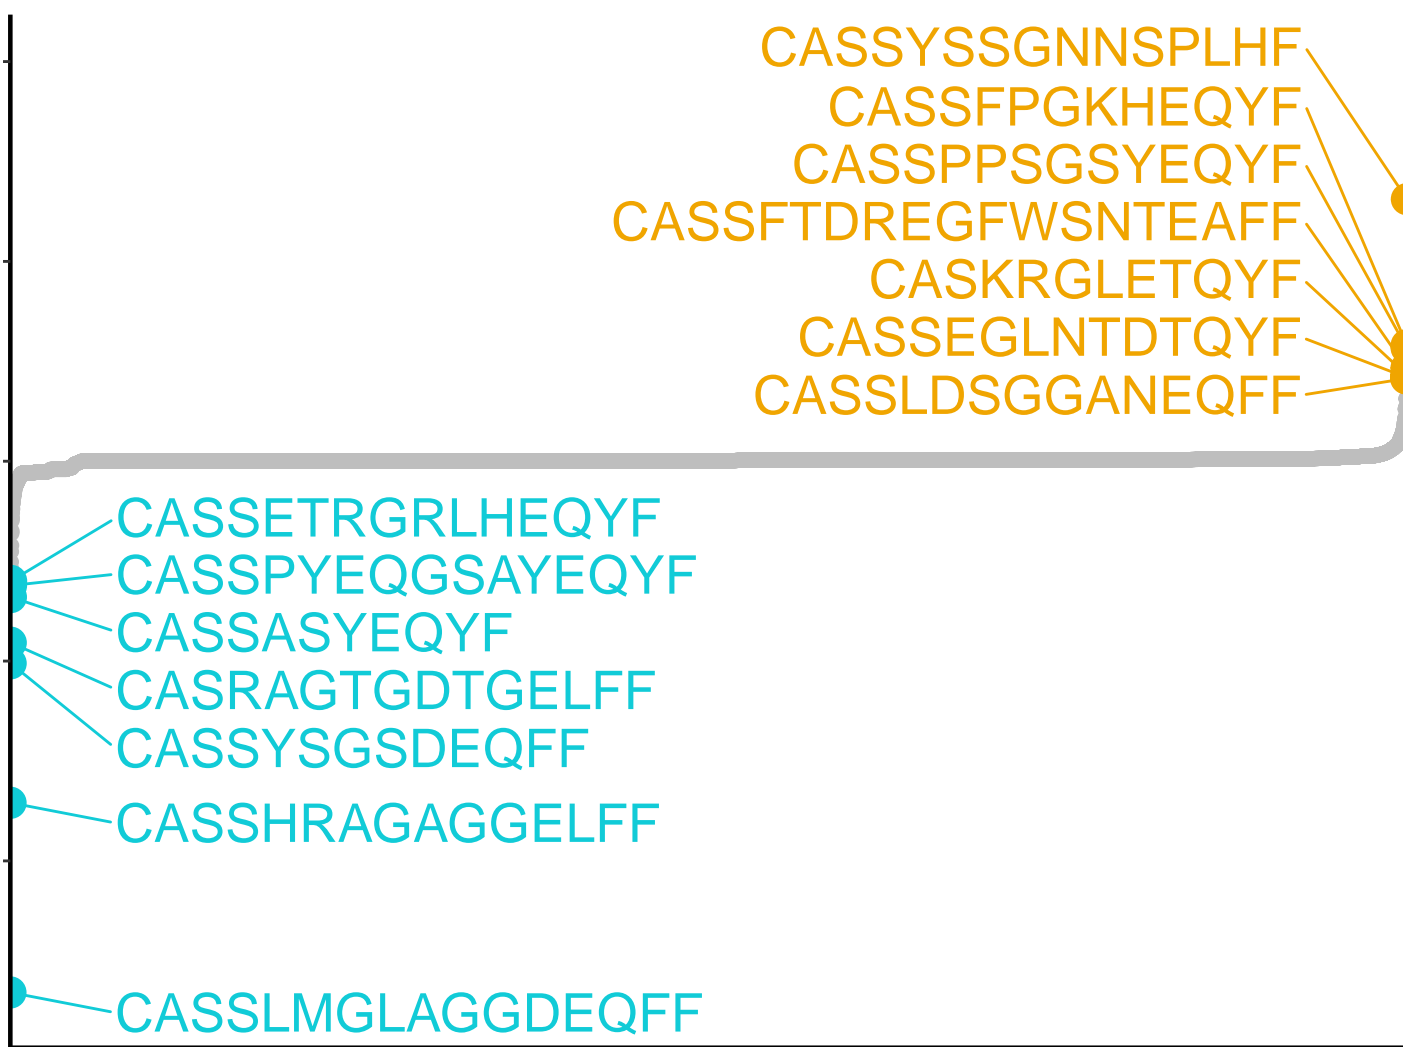 CASSYSSGNNSPLHF
CASSFPGKHEQYF
CASSPPSGSYEQYF
CASSFTDREGFWSNTEAFF
CASKRGLETQYF
CASSEGLNTDTQYF
CASSLDSGGANEQFF
CASSETRGRLHEQYF
CASSPYEQGSAYEQYF
CASSASYEQYF
CASRAGTGDTGELFF
CASSYSGSDEQFF
CASSHRAGAGGELFF
CASSLMGLAGGDEQFF